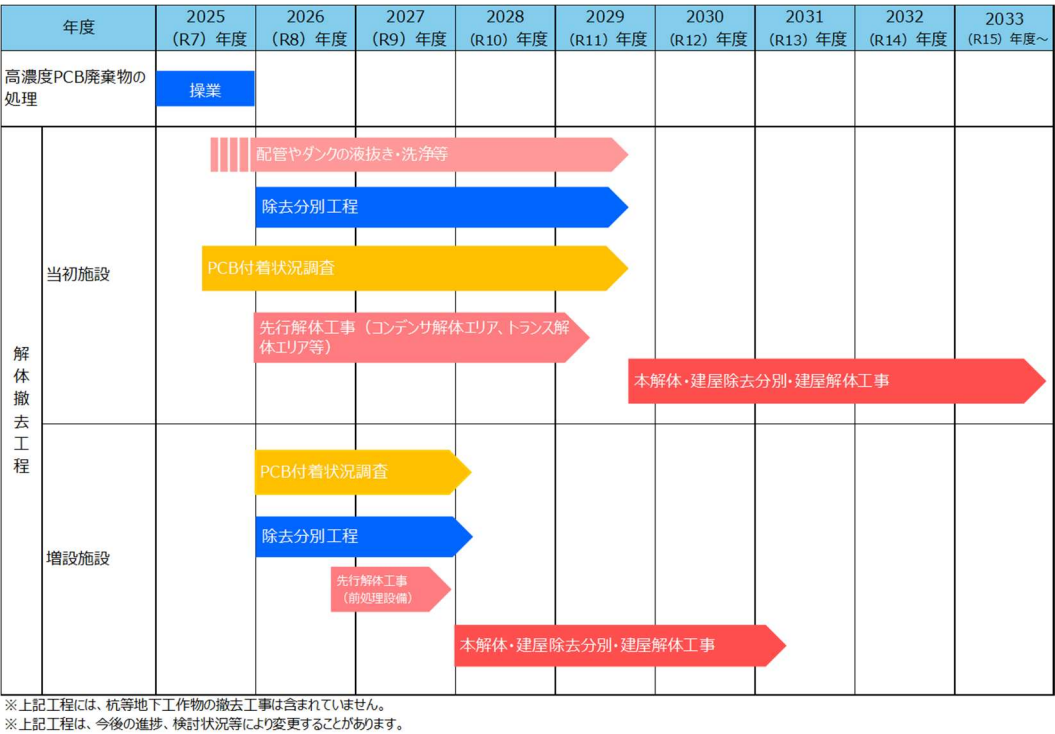 年度
2025
（R7）年度
2026
（R8）年度
2027
（R9）年度
2028
（R10）年度
2029
（R11）年度
2030
（R12）年度
2031
（R13）年度
2032
（R14）年度
2033
（R15）年度～
高濃度PCB廃棄物の
処理
操業
解体撤去工程
当初施設
配管やダンクの液抜き・洗浄等
除去分別工程
PCB付着状況調査
先行解体工事（コンデンサ解体エリア、トランス解
体エリア等）
本解体・建屋除去分別・建屋解体工事
増設施設
PCB付着状況調査
除去分別工程
先行解体工事
（前処理設備）
本解体・建屋除去分別・建屋解体工事
※上記工程には、杭等地下工作物の撤去工事は含まれていません。
※上記工程は、今後の進捗、検討状況等により変更することがあります。